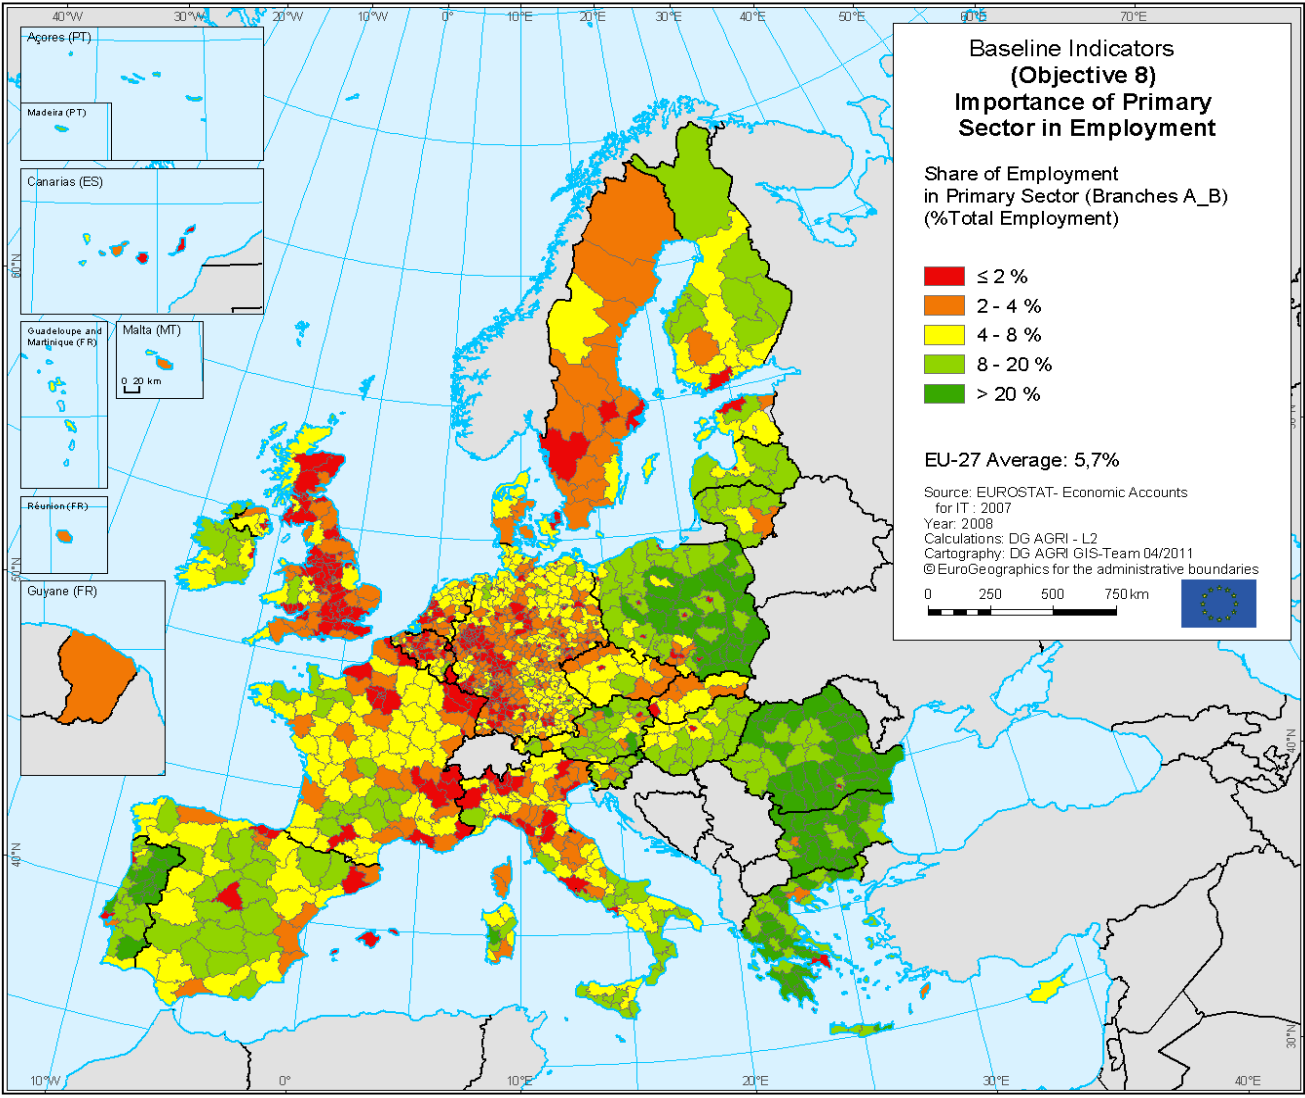 40°W
30°W
20°W
10°W
0°
10°E
20°E
30°E
40°E
50°E
60°E
70°E
Açores (PT)
Madeira (PT)
Canarias (ES)
60°N
Guadeloupe and
Martinique (FR)
Malta (MT)
0 20 km
Réunion (FR)
50°N
Guyane (FR)
40°N
Baseline Indicators
(Objective 8)
Importance of Primary
Sector in Employment
Share of Employment
in Primary Sector (Branches A_B)
(%Total Employment)
≤ 2 %
2 - 4 %
4 - 8 %
8 - 20 %
> 20 %
EU-27 Average: 5,7%
Source: EUROSTAT- Economic Accounts
for IT : 2007
Year: 2008
Calculations: DG AGRI - L2
Cartography: DG AGRI GIS-Team 04/2011
© EuroGeographics for the administrative boundaries
0 250 500 750 km
40°N
30°N
10°W
0°
10°E
20°E
30°E
40°E